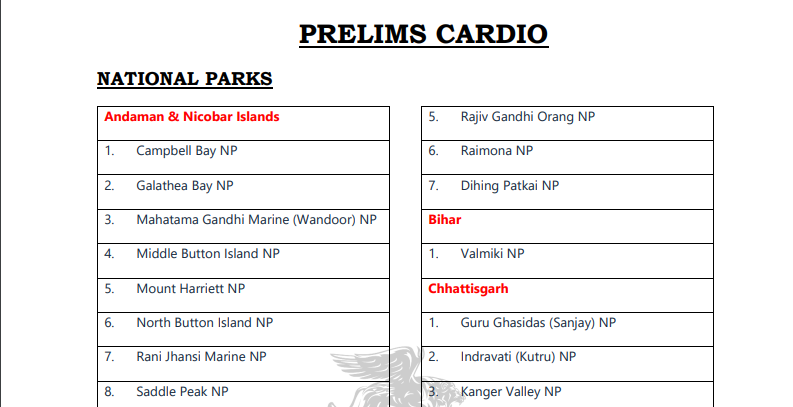 PRELIMS CARDIO
NATIONAL PARKS
Andaman & Nicobar Islands
1. Campbell Bay NP
2. Galathea Bay NP
3. Mahatama Gandhi Marine (Wandoor) NP
4. Middle Button Island NP
5. Mount Harriett NP
6. North Button Island NP
7. Rani Jhansi Marine NP
8. Saddle Peak NP
5. Rajiv Gandhi Orang NP
6. Raimona NP
7. Dihing Patkai NP
Bihar
1. Valmiki NP
Chhattisgarh
1. Guru Ghasidas (Sanjay) NP
2. Indravati (Kutru) NP
3. Kanger Valley NP